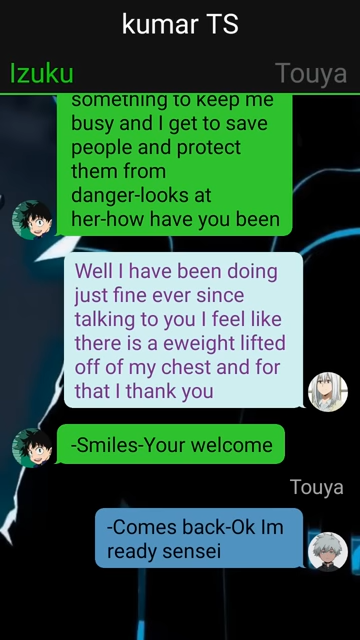 kumar TS
Izuku Touya
something to keep me
busy and I get to save
people and protect
them from
danger-looks at
her-how have you been
Well I have been doing
just fine ever since
talking to you I feel like
there is a eweight lifted
off of my chest and for
that I thank you
-Smiles-Your welcome
Touya
-Comes back-Ok Im
ready sensei